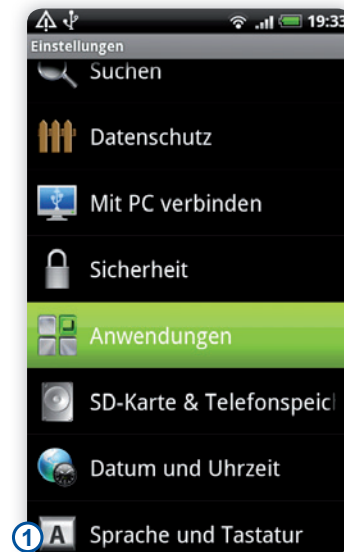 19:33
Einstellungen
Suchen
Datenschutz
Mit PC verbinden
Sicherheit
Anwendungen
SD-Karte & Telefonspeic
Datum und Uhrzeit
1 A Sprache und Tastatur